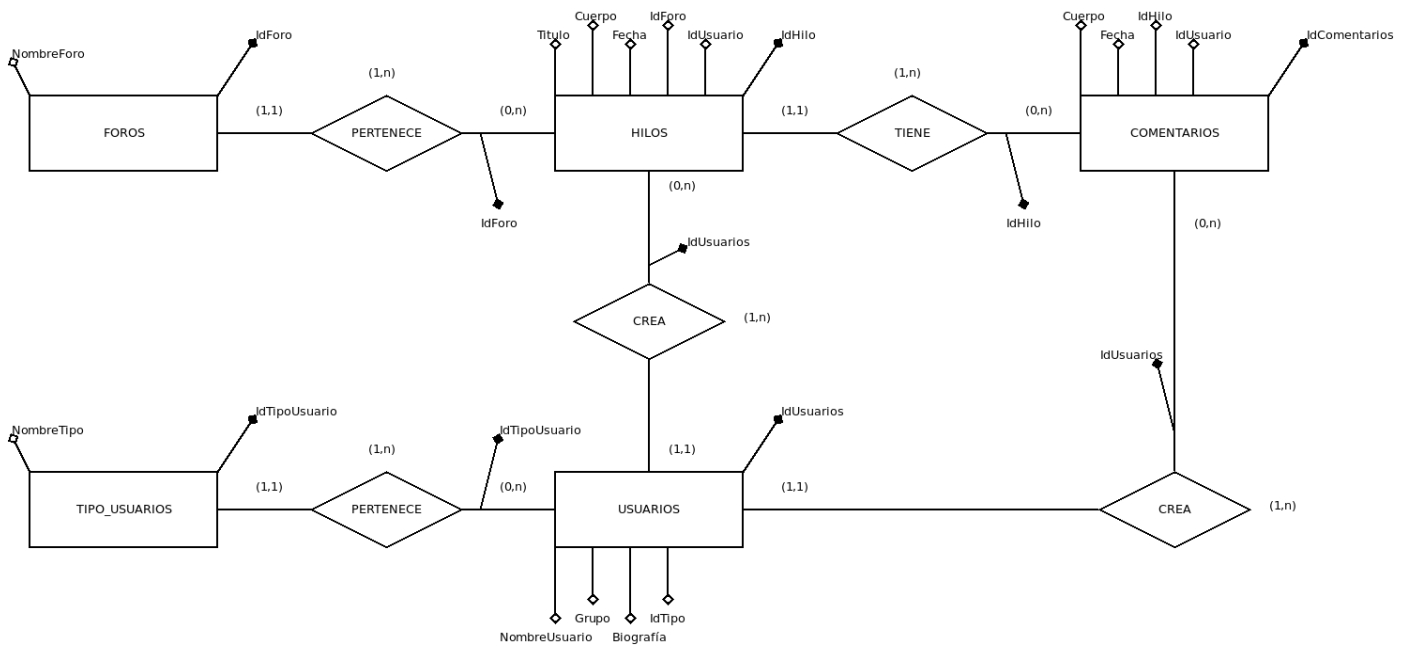 Cuerpo
IdForo
Cuerpo
IdHilo
IdForo
Titulo
Fecha
IdUsuario
IdHilo
Fecha
IdUsuario
IdComentarios
NombreForo
(1,n)
(1,n)
(1,1)
(0,n)
(1,1)
(0,n)
FOROS
PERTENECE
HILOS
TIENE
COMENTARIOS
(0,n)
IdForo
IdHilo
(0,n)
IdUsuarios
CREA
(1,n)
IdUsuarios
IdTipoUsuario
IdUsuarios
NombreTipo
IdTipoUsuario
(1,n)
(1,1)
(1,1)
(0,n)
(1,1)
TIPO_USUARIOS
PERTENECE
USUARIOS
CREA
(1,n)
Grupo
IdTipo
NombreUsuario
Biografía